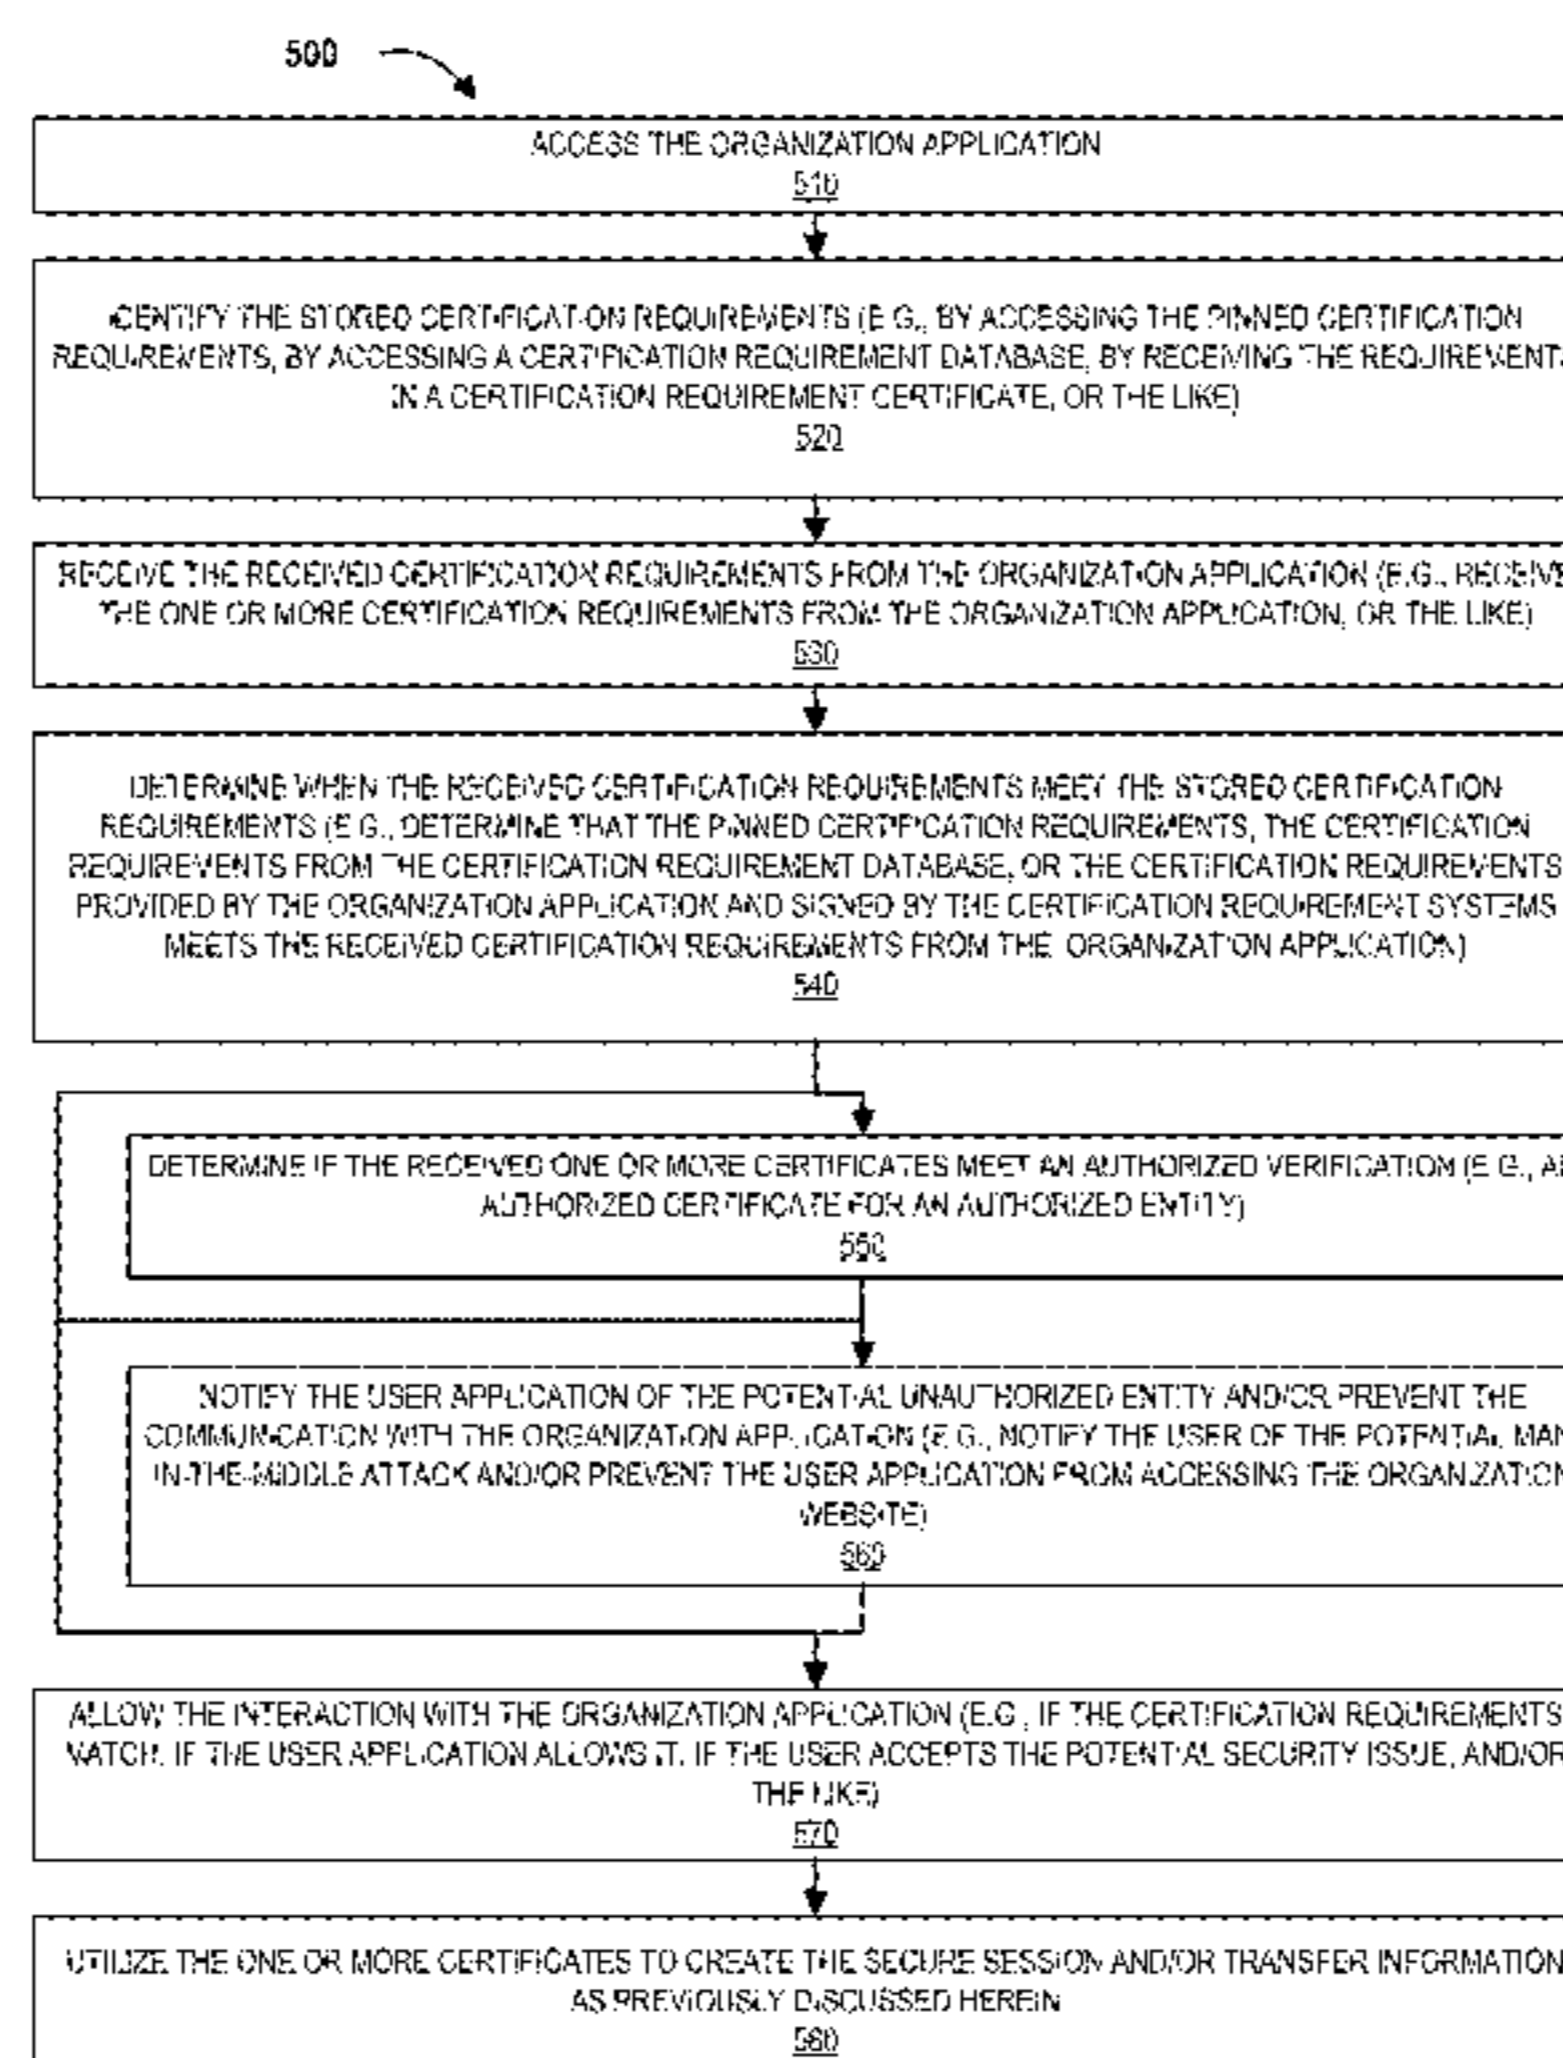 500
ACCESS THE ORGANIZATION APPLICATION
510
IDENTIFY THE STORED CERTIFICATION REQUIREMENTS (E.G., BY ACCESSING THE PINNED CERTIFICATION
REQUIREMENTS, BY ACCESSING A CERTIFICATION REQUIREMENT DATABASE, BY RECEIVING THE REQUIREMENTS
IN A CERTIFICATION REQUIREMENT CERTIFICATE, OR THE LIKE)
520
RECEIVE THE RECEIVED CERTIFICATION REQUIREMENTS FROM THE ORGANIZATION APPLICATION (E.G., RECEIVE
THE ONE OR MORE CERTIFICATION REQUIREMENTS FROM THE ORGANIZATION APPLICATION, OR THE LIKE)
530
DETERMINE WHEN THE RECEIVED CERTIFICATION REQUIREMENTS MEET THE STORED CERTIFICATION
REQUIREMENTS (E.G., DETERMINE THAT THE PINNED CERTIFICATION REQUIREMENTS, THE CERTIFICATION
REQUIREMENTS FROM THE CERTIFICATION REQUIREMENT DATABASE, OR THE CERTIFICATION REQUIREMENTS
PROVIDED BY THE ORGANIZATION APPLICATION AND SIGNED BY THE CERTIFICATION REQUIREMENT SYSTEMS
MEETS THE RECEIVED CERTIFICATION REQUIREMENTS FROM THE ORGANIZATION APPLICATION)
540
DETERMINE IF THE RECEIVED ONE OR MORE CERTIFICATES MEET AN AUTHORIZED VERIFICATION (E.G.,
AUTHORIZED CERTIFICATE FOR AN AUTHORIZED ENTITY)
550
NOTIFY THE USER APPLICATION OF THE POTENTIAL UNAUTHORIZED ENTITY AND/OR PREVENT THE
COMMUNICATION WITH THE ORGANIZATION APPLICATION (E.G., NOTIFY THE USER OF THE POTENTIAL MAN
IN-THE-MIDDLE ATTACK AND/OR PREVENT THE USER APPLICATION FROM ACCESSING THE ORGANIZATION
WEBSITE)
560
ALLOW THE INTERACTION WITH THE ORGANIZATION APPLICATION (E.G., IF THE CERTIFICATION REQUIREMENTS
MATCH, IF THE USER APPLICATION ALLOWS IT, IF THE USER ACCEPTS THE POTENTIAL SECURITY ISSUE, AND/OR
THE LIKE)
570
UTILIZE THE ONE OR MORE CERTIFICATES TO CREATE THE SECURE SESSION AND/OR TRANSFER INFORMATION
AS PREVIOUSLY DISCUSSED HEREIN
580